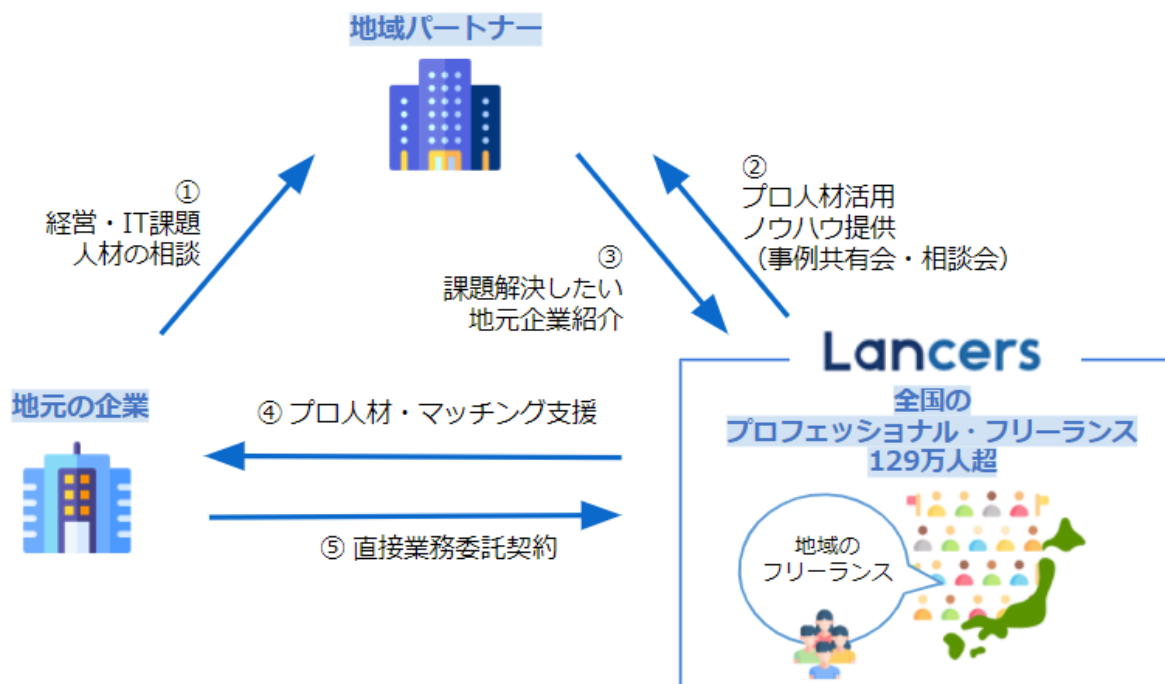 地域パートナー
①
経営・IT課題
人材の相談
②
プロ人材活用
ノウハウ提供
（事例共有会・相談会）
③
課題解決したい
地元企業紹介
Lancers
全国の
プロフェッショナル・フリーランス
129万人超
地元の企業
④ プロ人材・マッチング支援
⑤ 直接業務委託契約
地域の
フリーランス